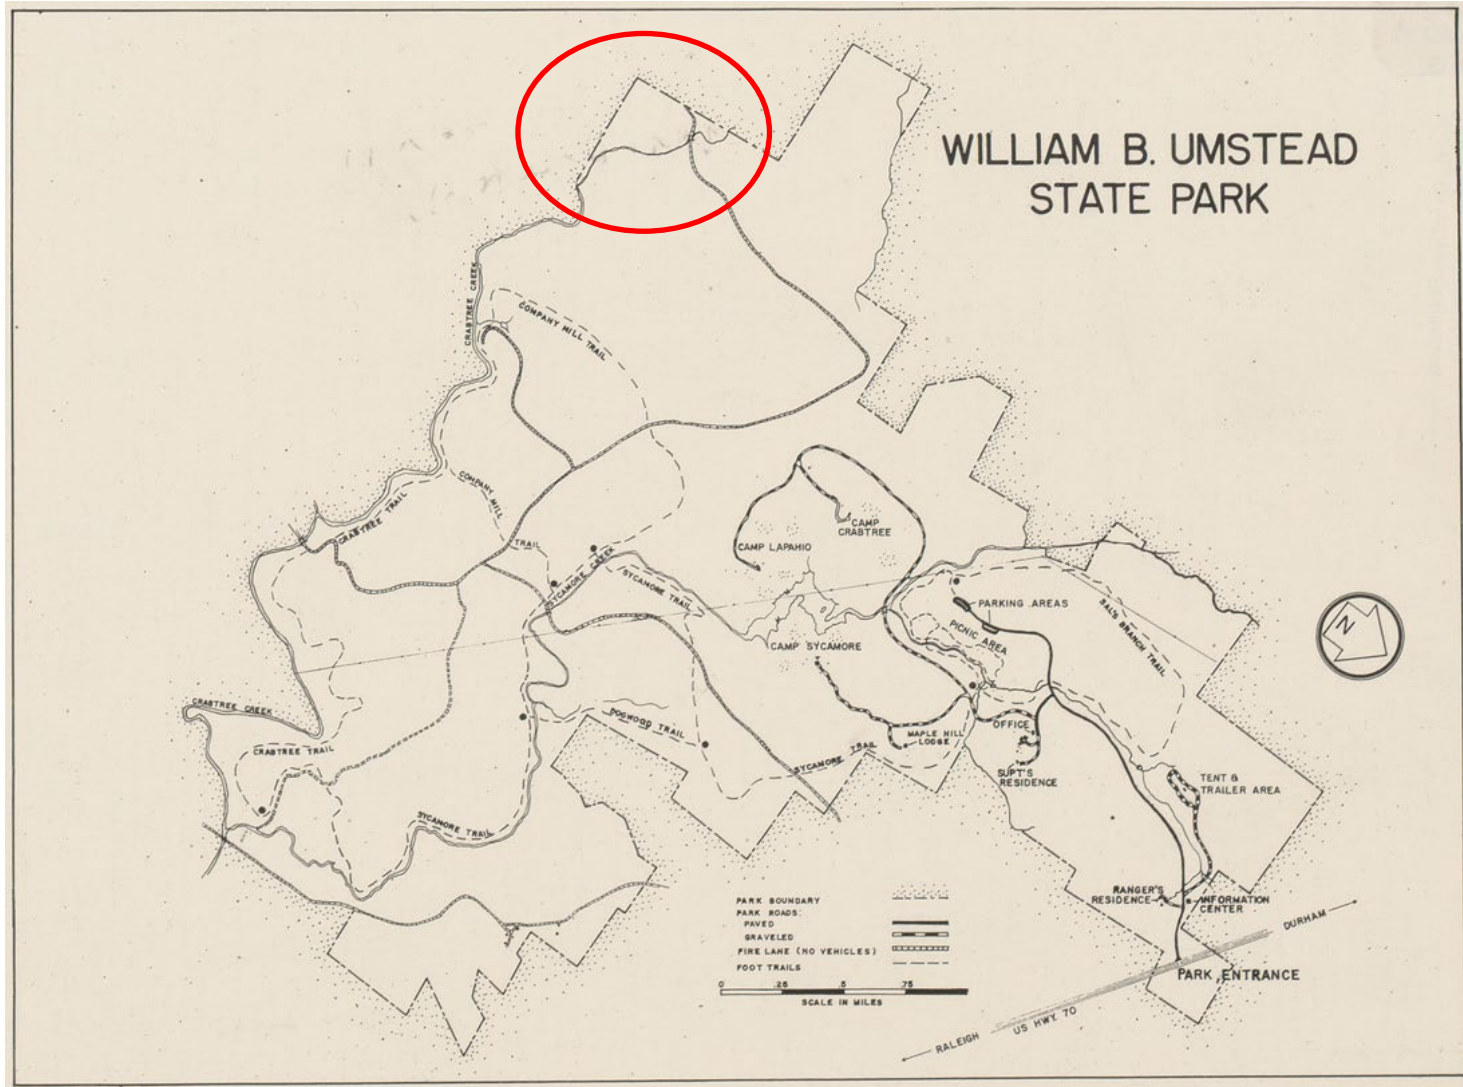 WILLIAM B. UMSTEAD
STATE PARK
CRABTREE CREEK
COMPANY MILL TRAIL
COMPANY MILL
TRAIL
CRABTREE TRAIL
SYCAMORE CREEK
SYCAMORE TRAIL
CAMP LAPAHIO
CAMP
CRABTREE
CAMP SYCAMORE
PARKING AREAS
PICNIC AREA
SAL'S BRANCH TRAIL
N
CRABTREE CREEK
CRABTREE TRAIL
DOGWOOD TRAIL
SYCAMORE TRAIL
MAPLE HILL
LODGE
OFFICE
SUPT'S
RESIDENCE
TENT &
TRAILER AREA
SYCAMORE TRAIL
RANGER'S
RESIDENCE
INFORMATION
CENTER
PARK ENTRANCE
RALEIGH
US HWY. 70
DURHAM
PARK BOUNDARY
PARK ROADS:
PAVED
GRAVELED
FIRE LANE (NO VEHICLES)
FOOT TRAILS
0 .25 .5 .75
SCALE IN MILES